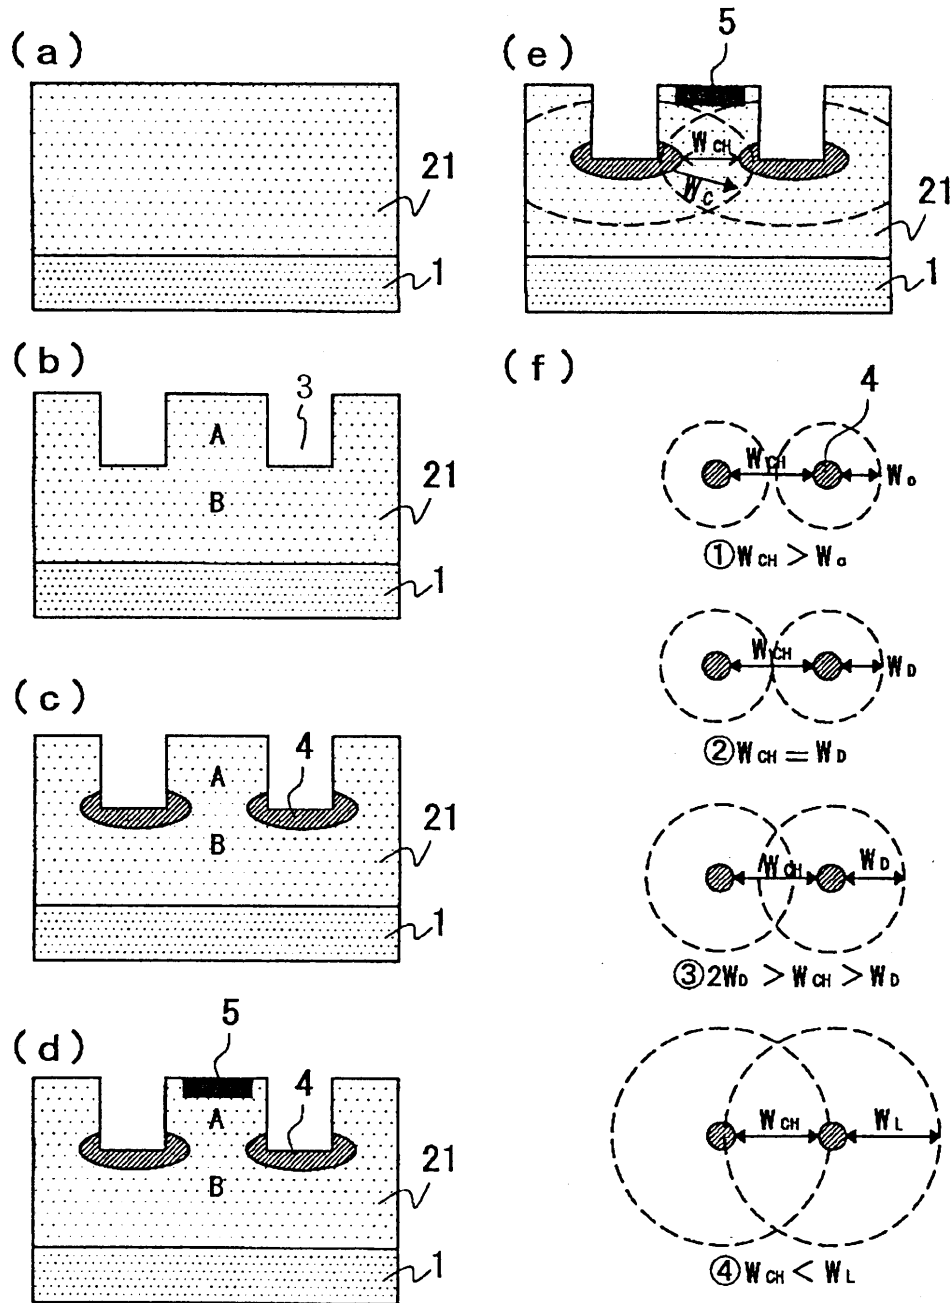 (a)
21
1
(b)
3
A
B
21
1
(c)
4
A
B
21
1
(d)
5
4
A
B
21
1
(e)
5
WCH
WC
21
1
(f)
4
WCH
WD
①WCH > Wa
WCH
WD
②WCH = WD
WCH
WD
③2WD > WCH > WD
WCH
WL
④WCH < WL